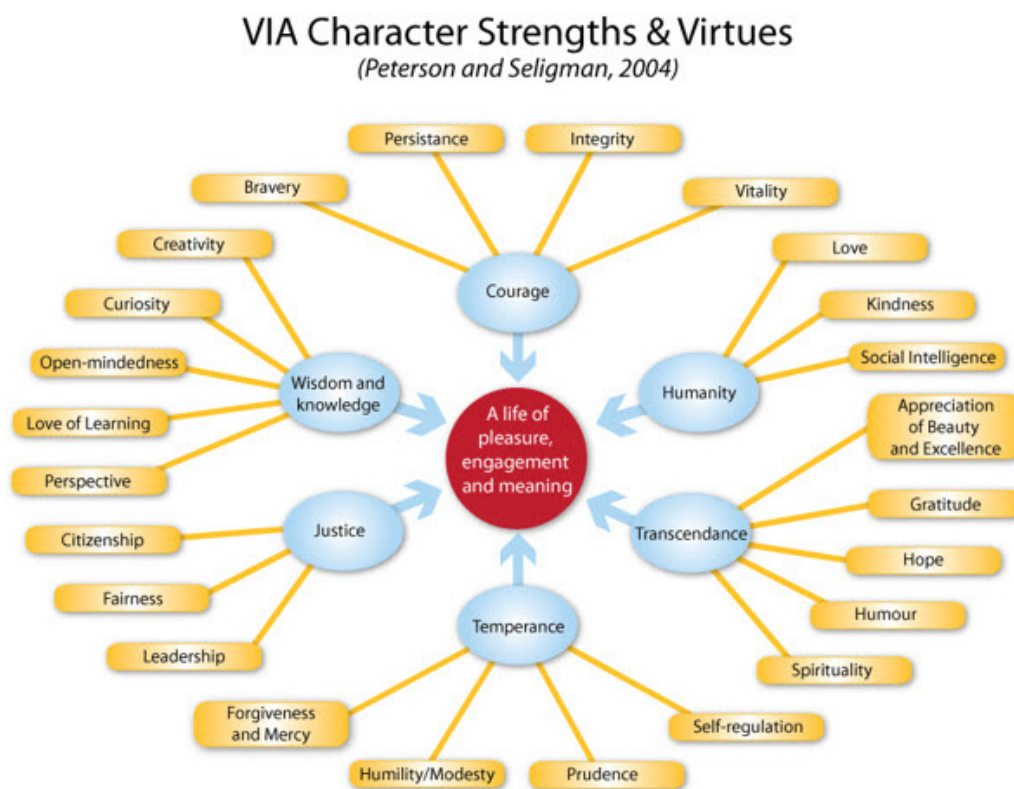 VIA Character Strengths & Virtues
(Peterson and Seligman, 2004)
Persistance
Integrity
Bravery
Vitality
Creativity
Love
Curiosity
Kindness
Courage
Open-mindedness
Social Intelligence
Wisdom and
knowledge
Humanity
Love of Learning
A life of
pleasure,
engagement
and meaning
Appreciation
of Beauty
and Excellence
Perspective
Gratitude
Citizenship
Justice
Transcendance
Hope
Fairness
Humour
Temperance
Leadership
Spirituality
Forgiveness
and Mercy
Self-regulation
Humility/Modesty
Prudence